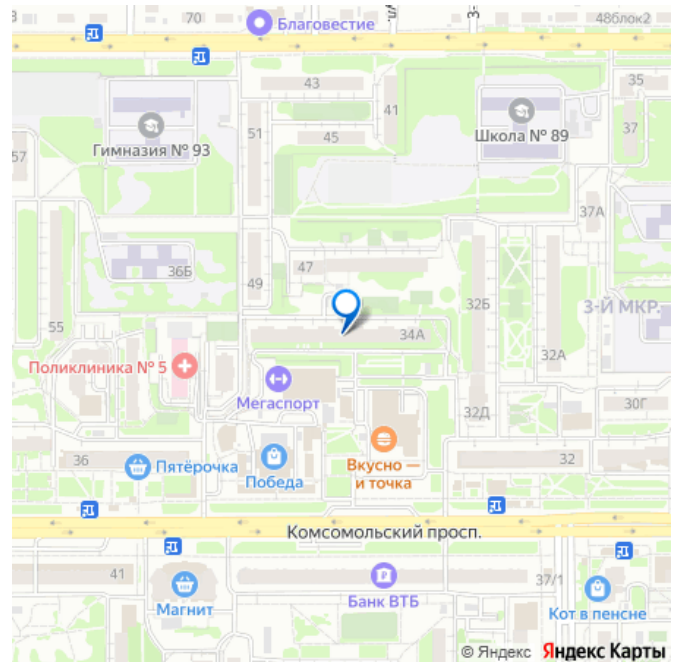 Благовестие
48блок2
43
41
35
37
51
45
Гимназия № 93
Школа № 89
57
37А
36Б
47
49
32Б
3-Й МКР.
55
34А
32А
Поликлиника № 5
Мегаспорт
32Д
30Г
36
Пятёрочка
Победа
Вкусно —
и точка
32
Комсомольский просп.
41
Магнит
Банк ВТБ
37/1
Кот в пенсне
© Яндекс Яндекс Карты